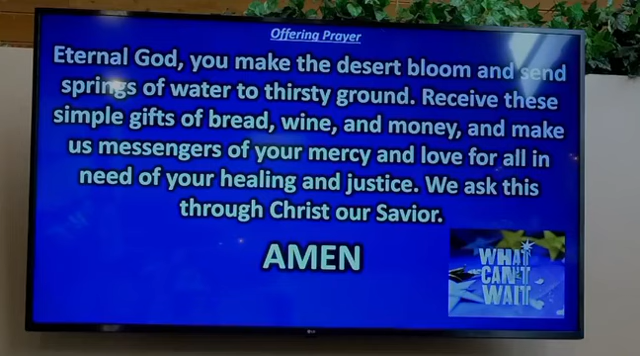 Offering Prayer
Eternal God, you make the desert bloom and send
springs of water to thirsty ground. Receive these
simple gifts of bread, wine, and money, and make
us messengers of your mercy and love for all in
need of your healing and justice. We ask this
through Christ our Savior.
AMEN
WHAT
CAN'T
WAIT
LG